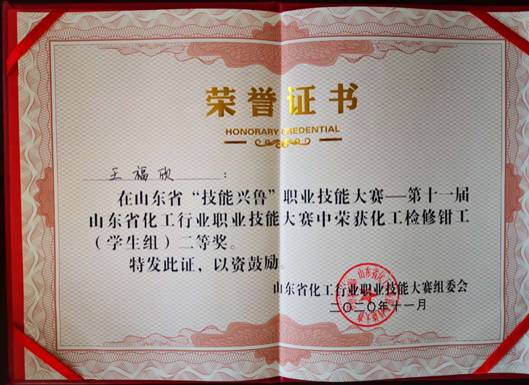 荣誉证书
HONORARY CREDENTIAL
王福欣：
在山东省“技能兴鲁”职业技能大赛—第十一届
山东省化工行业职业技能大赛中荣获化工检修钳工
（学生组）二等奖。
特发此证，以资鼓励。
山东省化工行业职业技能大赛组委会
二〇二〇年十一月